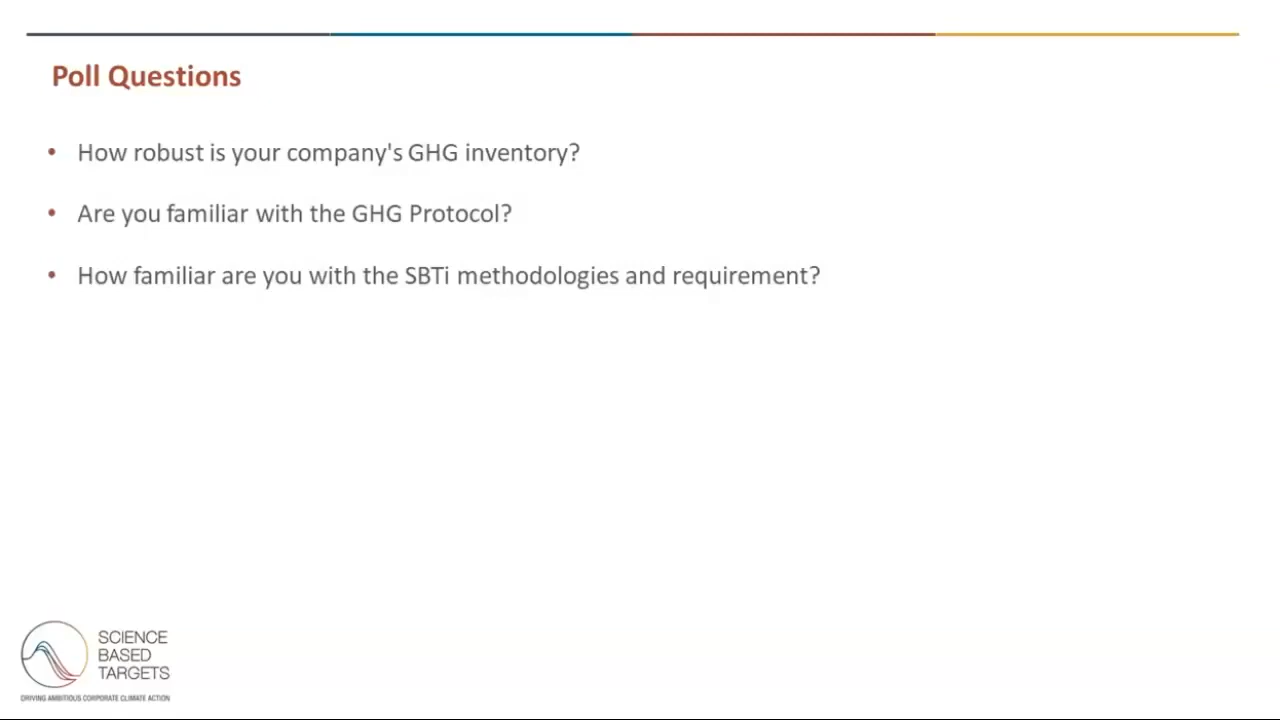 Poll Questions
• How robust is your company's GHG inventory?
• Are you familiar with the GHG Protocol?
• How familiar are you with the SBTi methodologies and requirement?
SCIENCE
BASED
TARGETS
DRIVING AMBITIOUS CORPORATE CLIMATE ACTION